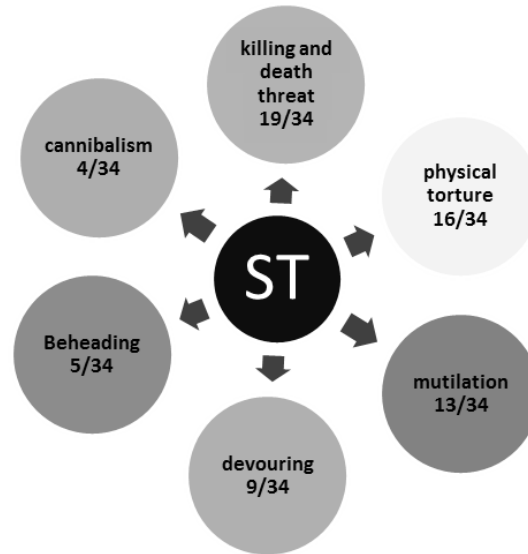 killing and
death
threat
19/34
cannibalism
4/34
physical
torture
16/34
ST
Beheading
5/34
mutilation
13/34
devouring
9/34